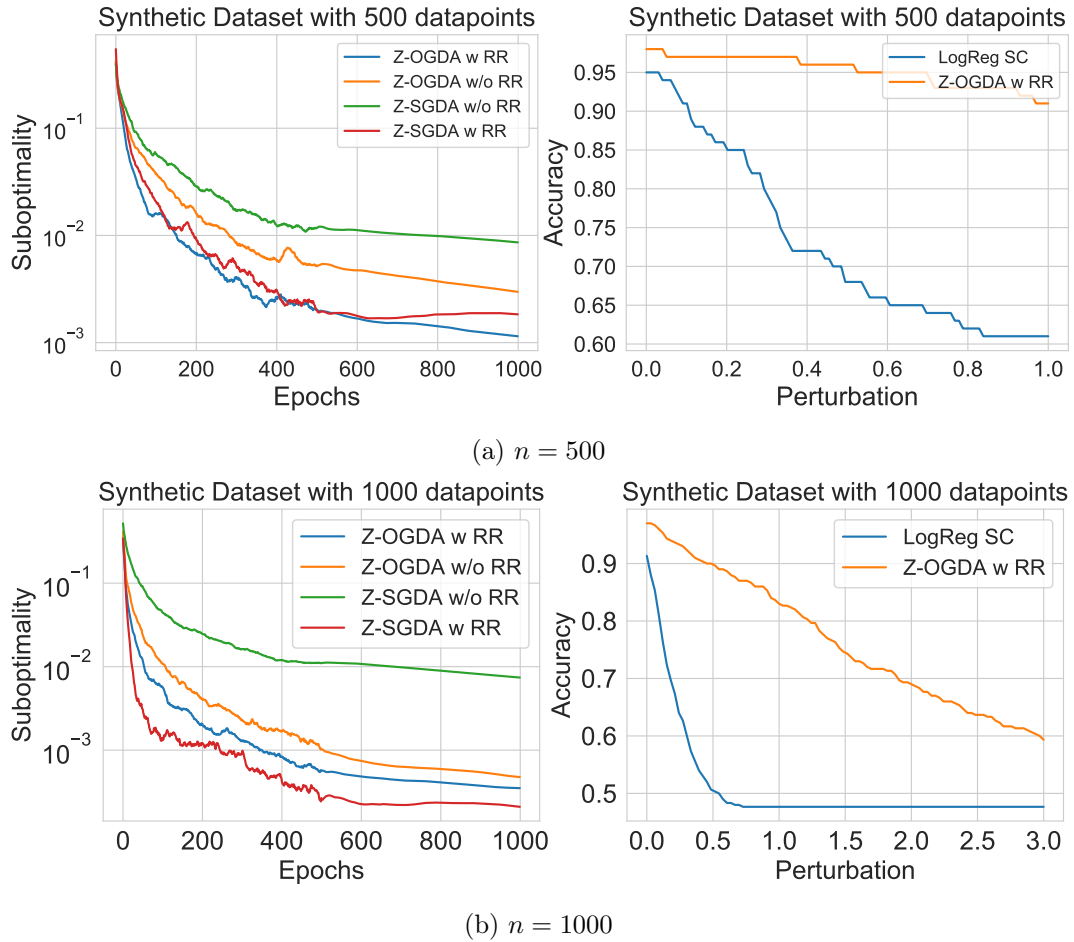 Synthetic Dataset with 500 datapoints
Suboptimality
10⁻¹
10⁻²
10⁻³
Z-OGDA w RR
Z-OGDA w/o RR
Z-SGDA w/o RR
Z-SGDA w RR
0 200 400 600 800 1000
Epochs
Synthetic Dataset with 500 datapoints
Accuracy
0.95
0.90
0.85
0.80
0.75
0.70
0.65
0.60
LogReg SC
Z-OGDA w RR
0.0 0.2 0.4 0.6 0.8 1.0
Perturbation
(a) n = 500
Synthetic Dataset with 1000 datapoints
Suboptimality
10⁻¹
10⁻²
10⁻³
Z-OGDA w RR
Z-OGDA w/o RR
Z-SGDA w/o RR
Z-SGDA w RR
0 200 400 600 800 1000
Epochs
Synthetic Dataset with 1000 datapoints
Accuracy
0.9
0.8
0.7
0.6
0.5
LogReg SC
Z-OGDA w RR
0.0 0.5 1.0 1.5 2.0 2.5 3.0
Perturbation
(b) n = 1000